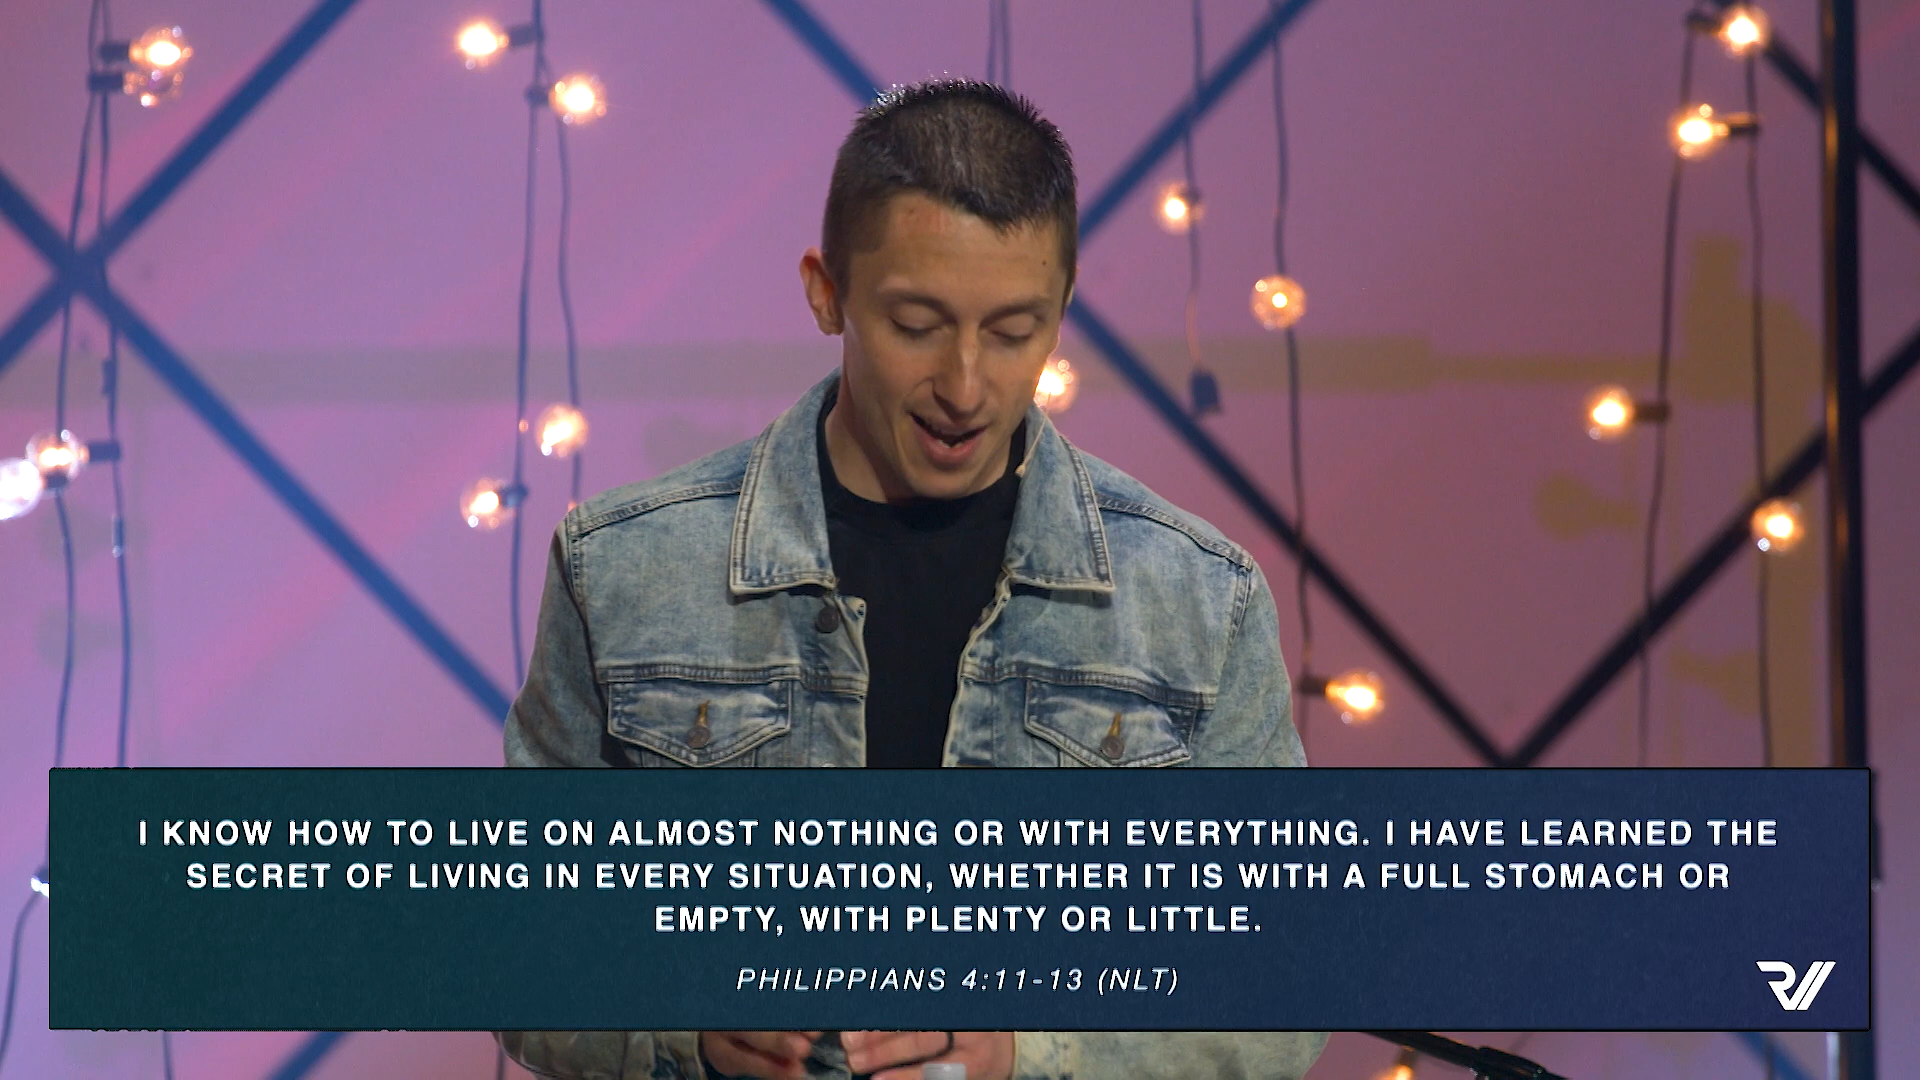 I KNOW HOW TO LIVE ON ALMOST NOTHING OR WITH EVERYTHING. I HAVE LEARNED THE
SECRET OF LIVING IN EVERY SITUATION, WHETHER IT IS WITH A FULL STOMACH OR
EMPTY, WITH PLENTY OR LITTLE.
PHILIPPIANS 4:11-13 (NLT)